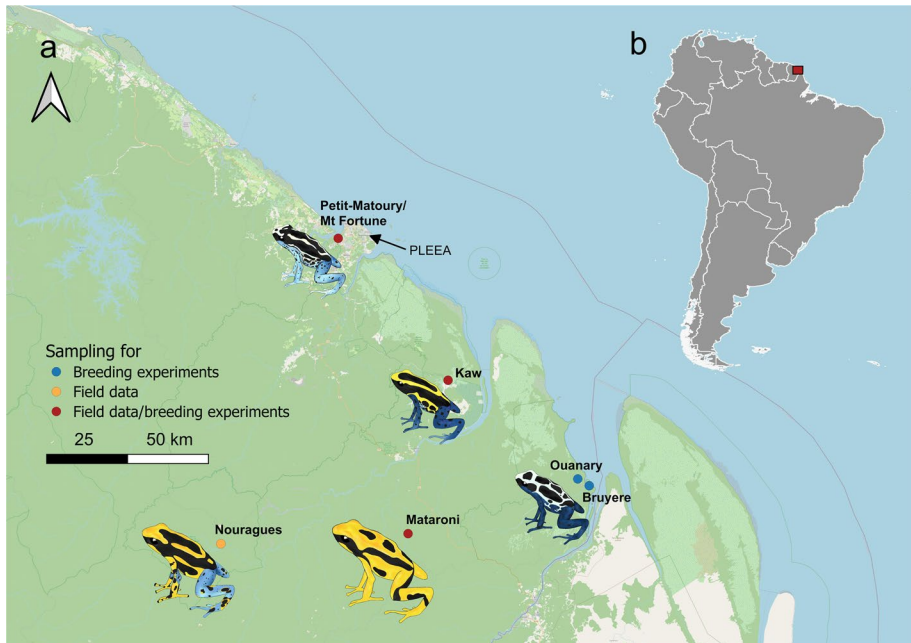 a
b
Petit-Matoury/
Mt Fortune
PLEEA
Sampling for
Breeding experiments
Field data
Field data/breeding experiments
25 50 km
Kaw
Ouanary
Bruyere
Nouragues
Mataroni